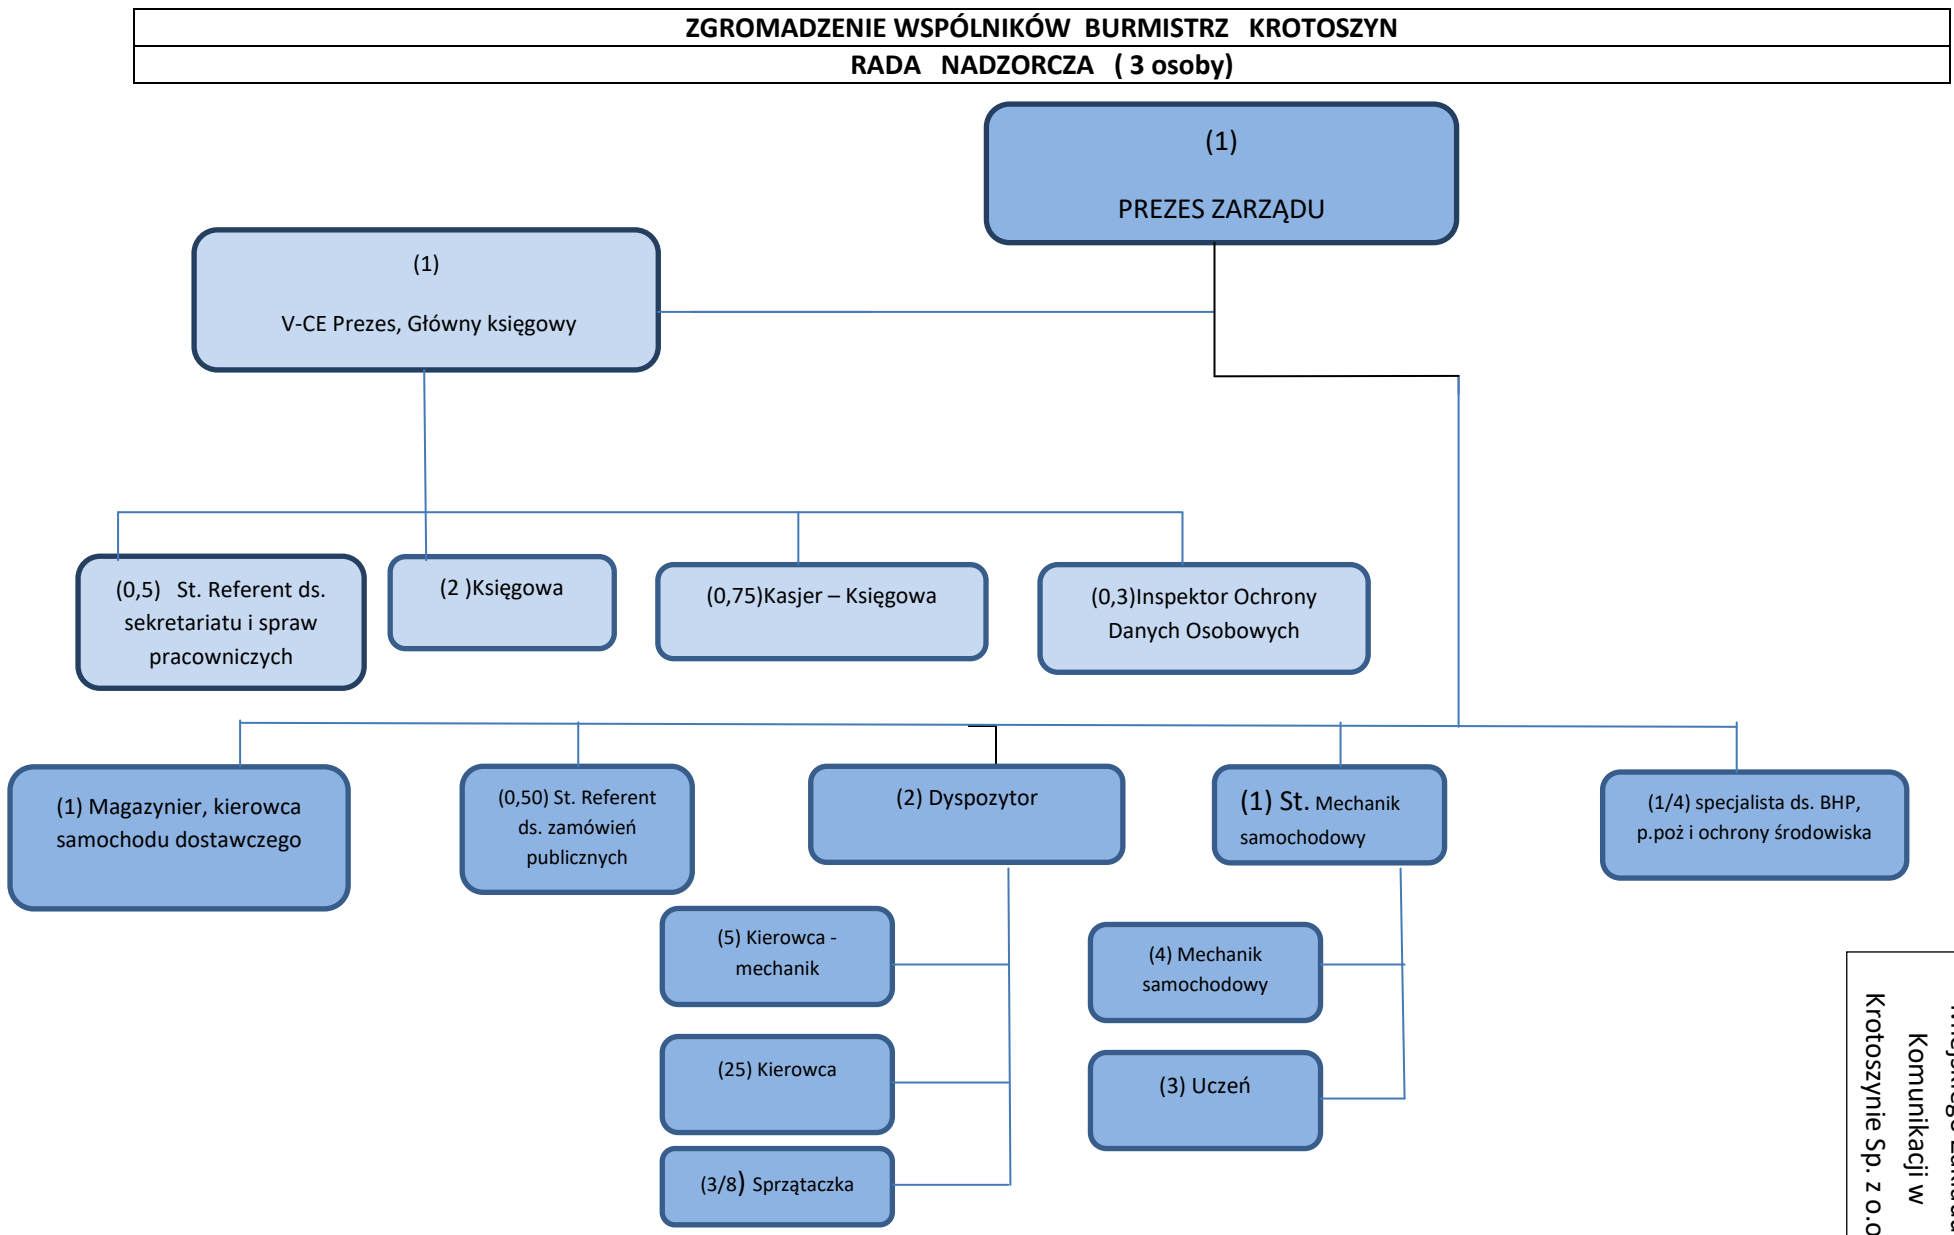 ZGROMADZENIE WSPÓLNIKÓW BURMISTRZ KROTOSZYN
RADA NADZORCZA ( 3 osoby)
(1)
PREZES ZARZĄDU
(1)
V-CE Prezes, Główny księgowy
(0,5) St. Referent ds.
sekretariatu i spraw
pracowniczych
(2 )Księgowa
(0,75)Kasjer – Księgowa
(0,3)Inspektor Ochrony
Danych Osobowych
(1) Magazynier, kierowca
samochodu dostawczego
(0,50) St. Referent
ds. zamówień
publicznych
(2) Dyspozytor
(1) St. Mechanik
samochodowy
(1/4) specjalista ds. BHP,
p.poż i ochrony środowiska
(5) Kierowca -
mechanik
(25) Kierowca
(3/8) Sprzątaczka
(4) Mechanik
samochodowy
(3) Uczeń
Komunikacji w
Krotoszynie Sp. z o.o